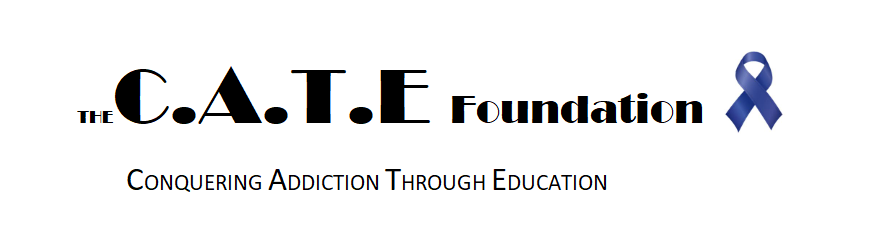 THE C.A.T.E Foundation
CONQUERING ADDICTION THROUGH EDUCATION